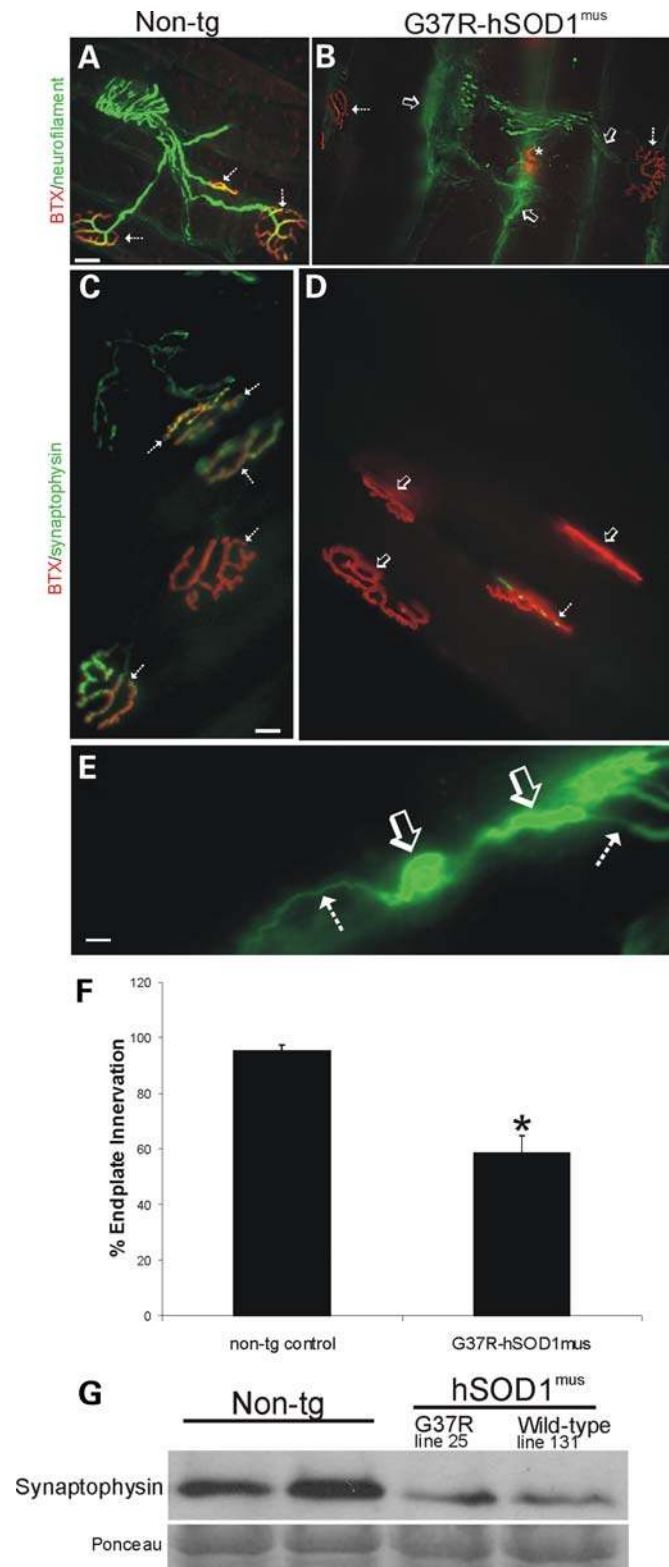 Non-tg
G37R-hSOD1mus
A
B
*
BTX/neurofilament
C
D
BTX/synaptophysin
E
F
120
100
80
60
40
20
0
% Endplate Innervation
*
non-tg control
G37R-hSOD1mus
G
Non-tg
hSOD1mus
G37R Wild-type
line 25 line 131
Synaptophysin
Ponceau